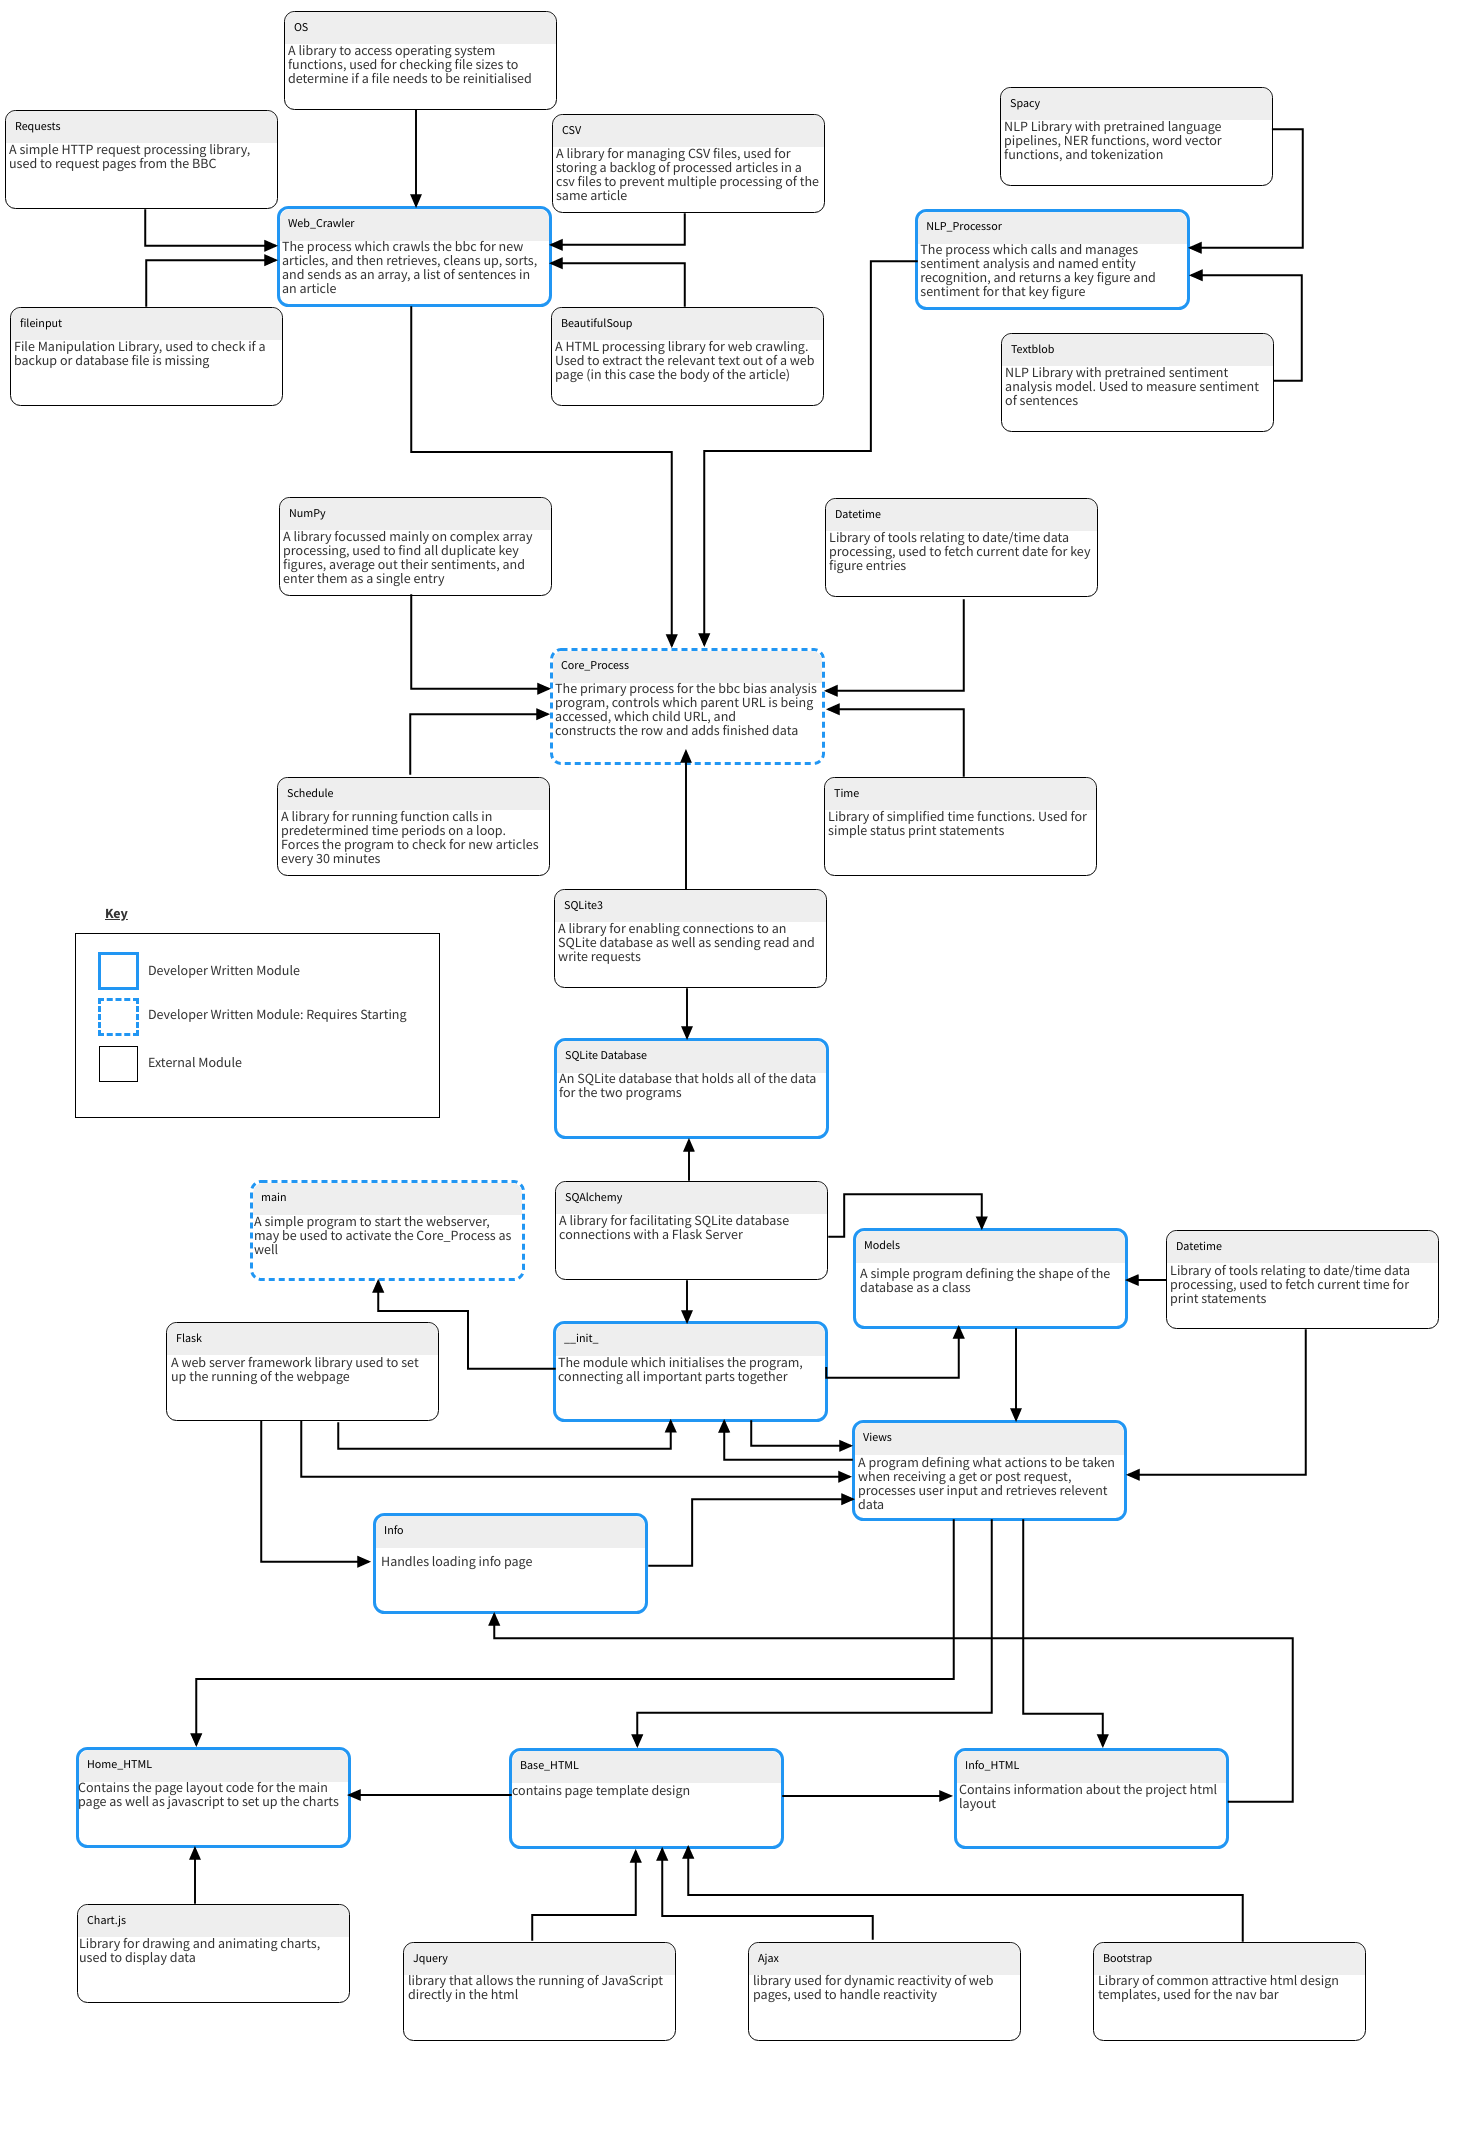 OS
A library to access operating system
functions, used for checking file sizes to
determine if a file needs to be reinitialised
Requests
A simple HTTP request processing library,
used to request pages from the BBC
CSV
A library for managing CSV files, used for
storing a backlog of processed articles in a
csv files to prevent multiple processing of the
same article
Spacy
NLP Library with pretrained language
pipelines, NER functions, word vector
functions, and tokenization
Web_Crawler
The process which crawls the bbc for new
articles, and then retrieves, cleans up, sorts,
and sends as an array, a list of sentences in
an article
NLP_Processor
The process which calls and manages
sentiment analysis and named entity
recognition, and returns a key figure and
sentiment for that key figure
fileinput
File Manipulation Library, used to check if a
backup or database file is missing
BeautifulSoup
A HTML processing library for web crawling.
Used to extract the relevant text out of a web
page (in this case the body of the article)
Textblob
NLP Library with pretrained sentiment
analysis model. Used to measure sentiment
of sentences
NumPy
A library focussed mainly on complex array
processing, used to find all duplicate key
figures, average out their sentiments, and
enter them as a single entry
Datetime
Library of tools relating to date/time data
processing, used to fetch current date for key
figure entries
Core_Process
The primary process for the bbc bias analysis
program, controls which parent URL is being
accessed, which child URL, and
constructs the row and adds finished data
Schedule
A library for running function calls in
predetermined time periods on a loop.
Forces the program to check for new articles
every 30 minutes
Time
Library of simplified time functions. Used for
simple status print statements
SQLite3
A library for enabling connections to an
SQLite database as well as sending read and
write requests
Key
Developer Written Module
Developer Written Module: Requires Starting
External Module
SQLite Database
An SQLite database that holds all of the data
for the two programs
main
A simple program to start the webserver,
may be used to activate the Core_Process as
well
SQAlchemy
A library for facilitating SQLite database
connections with a Flask Server
Models
A simple program defining the shape of the
database as a class
Datetime
Library of tools relating to date/time data
processing, used to fetch current time for
print statements
Flask
A web server framework library used to set
up the running of the webpage
__init_
The module which initialises the program,
connecting all important parts together
Views
A program defining what actions to be taken
when receiving a get or post request,
processes user input and retrieves relevent
data
Info
Handles loading info page
Home_HTML
Contains the page layout code for the main
page as well as javascript to set up the charts
Base_HTML
contains page template design
Info_HTML
Contains information about the project html
layout
Chart.js
Library for drawing and animating charts,
used to display data
Jquery
library that allows the running of JavaScript
directly in the html
Ajax
library used for dynamic reactivity of web
pages, used to handle reactivity
Bootstrap
Library of common attractive html design
templates, used for the nav bar